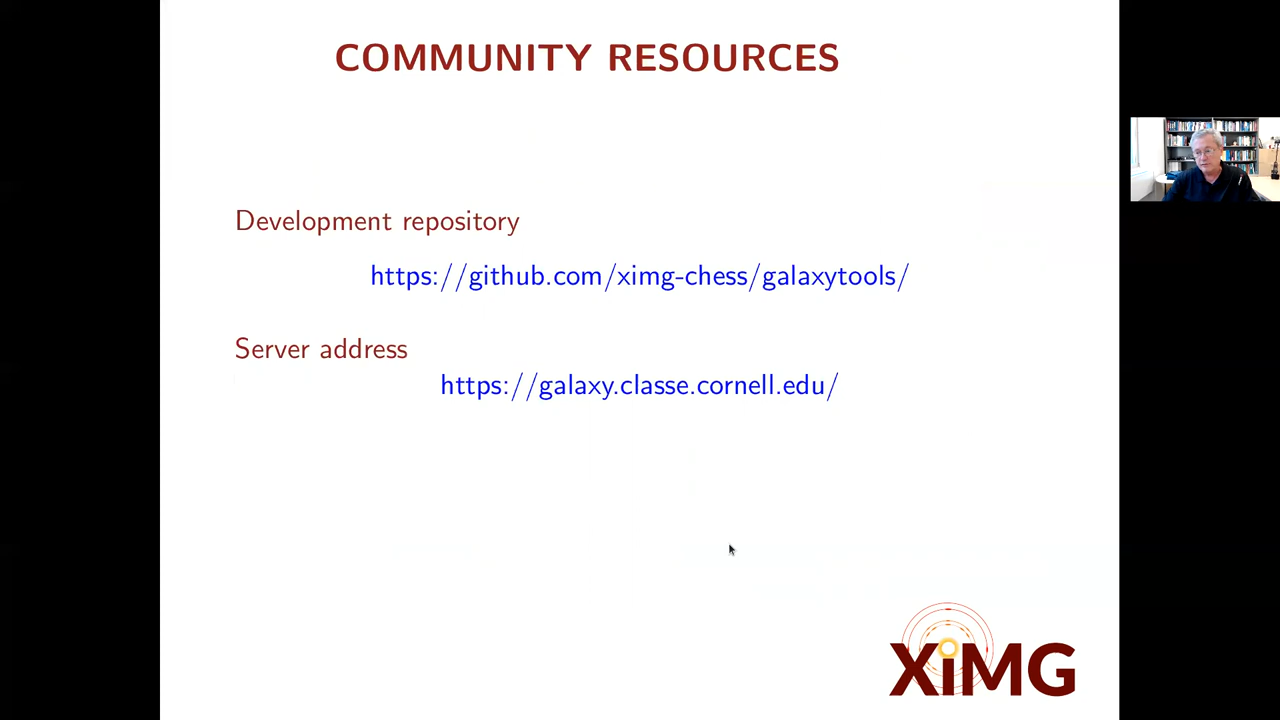 COMMUNITY RESOURCES
Development repository
https://github.com/ximg-chess/galaxytools/
Server address
https://galaxy.classe.cornell.edu/
XiMG